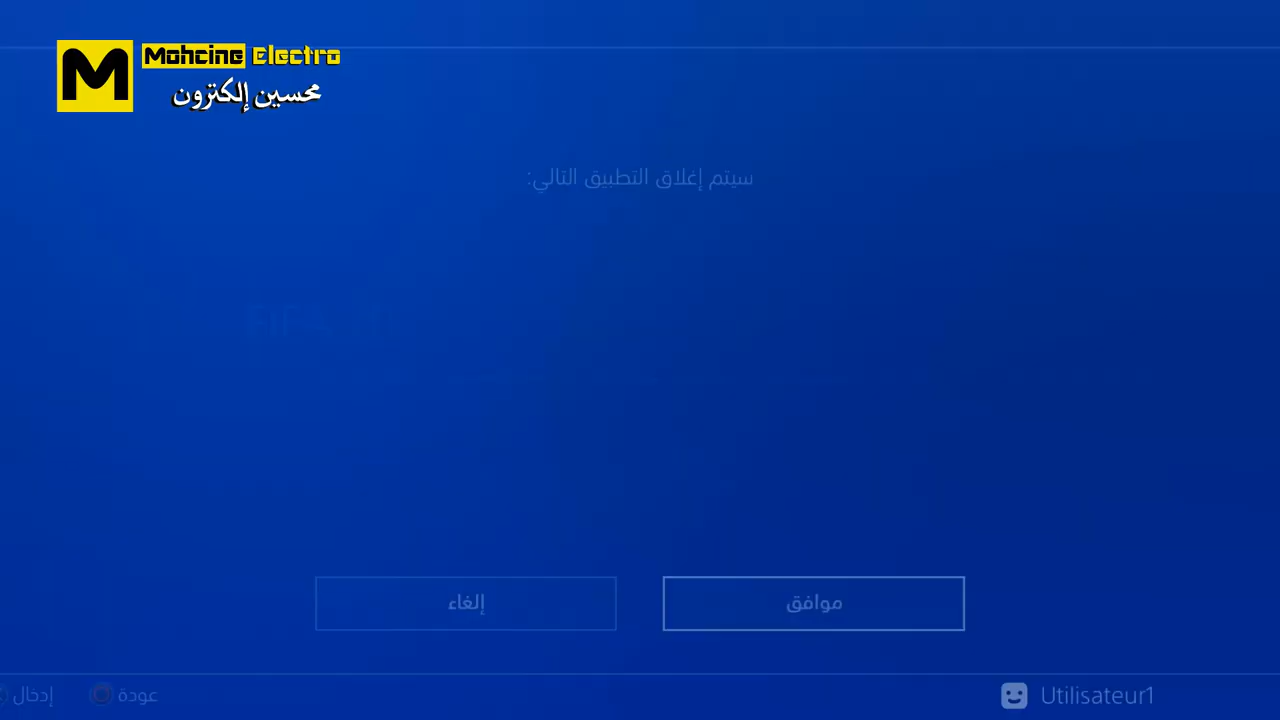 M
Mohcine Electro
محسين إلكترون
سيتم إغلاق التطبيق التالي:
موافق
إلغاء
إدخال
عودة
Utilisateur1